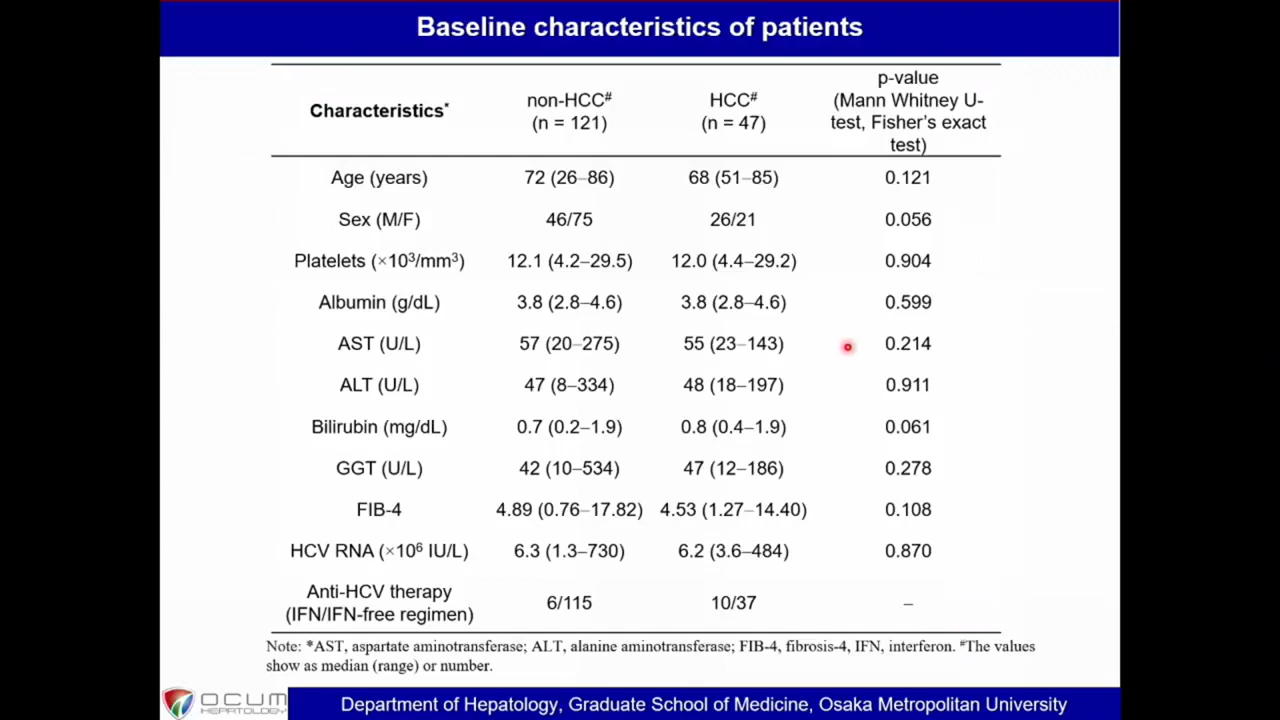 Baseline characteristics of patients
Characteristics* non-HCC# (n = 121) HCC# (n = 47) p-value (Mann Whitney U-test, Fisher's exact test)
Age (years) 72 (26–86) 68 (51–85) 0.121
Sex (M/F) 46/75 26/21 0.056
Platelets (×10³/mm³) 12.1 (4.2–29.5) 12.0 (4.4–29.2) 0.904
Albumin (g/dL) 3.8 (2.8–4.6) 3.8 (2.8–4.6) 0.599
AST (U/L) 57 (20–275) 55 (23–143) 0.214
ALT (U/L) 47 (8–334) 48 (18–197) 0.911
Bilirubin (mg/dL) 0.7 (0.2–1.9) 0.8 (0.4–1.9) 0.061
GGT (U/L) 42 (10–534) 47 (12–186) 0.278
FIB-4 4.89 (0.76–17.82) 4.53 (1.27–14.40) 0.108
HCV RNA (×10⁶ IU/L) 6.3 (1.3–730) 6.2 (3.6–484) 0.870
Anti-HCV therapy (IFN/IFN-free regimen) 6/115 10/37 –
Note: *AST, aspartate aminotransferase; ALT, alanine aminotransferase; FIB-4, fibrosis-4, IFN, interferon. #The values
show as median (range) or number.
OCUM
HEPATOLOGY
Department of Hepatology, Graduate School of Medicine, Osaka Metropolitan University